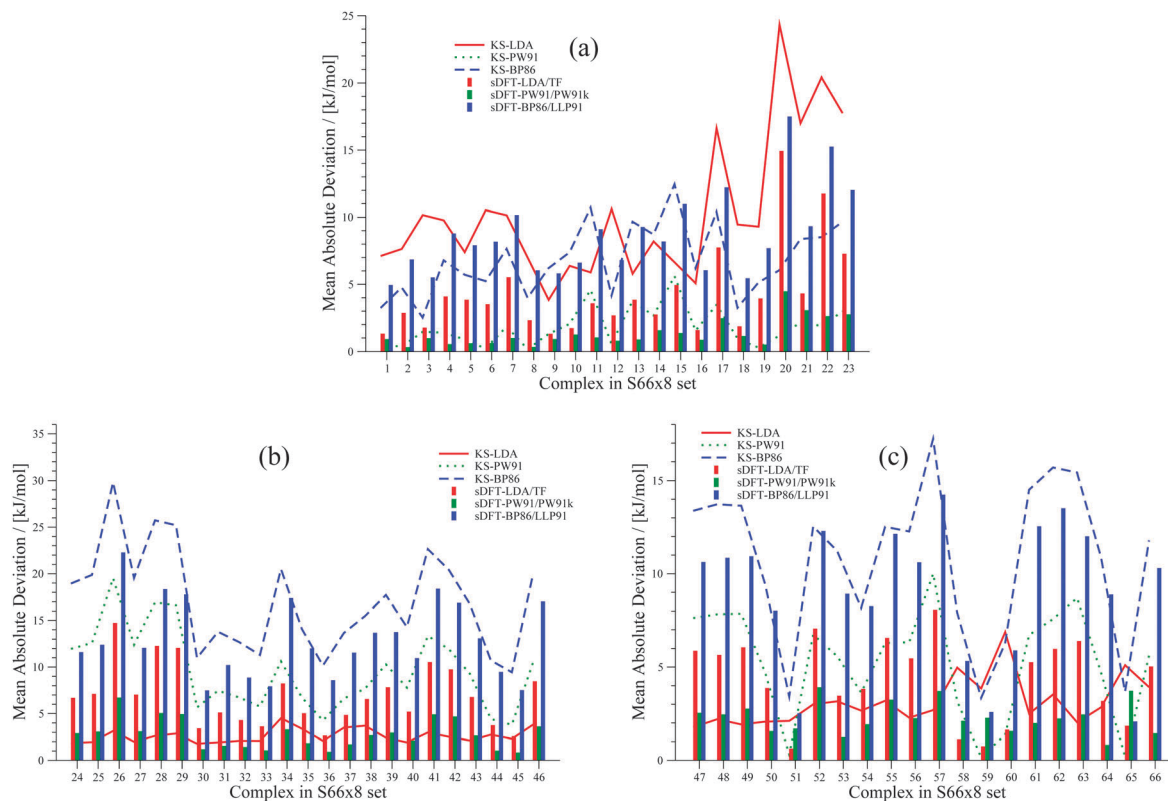 (a)
KS-LDA
KS-PW91
KS-BP86
sDFT-LDA/TF
sDFT-PW91/PW91k
sDFT-BP86/LLP91
Mean Absolute Deviation / [kJ/mol]
25
20
15
10
5
0
1 2 3 4 5 6 7 8 9 10 11 12 13 14 15 16 17 18 19 20 21 22 23
Complex in S66x8 set
(b)
KS-LDA
KS-PW91
KS-BP86
sDFT-LDA/TF
sDFT-PW91/PW91k
sDFT-BP86/LLP91
Mean Absolute Deviation / [kJ/mol]
35
30
25
20
15
10
5
0
24 25 26 27 28 29 30 31 32 33 34 35 36 37 38 39 40 41 42 43 44 45 46
Complex in S66x8 set
(c)
KS-LDA
KS-PW91
KS-BP86
sDFT-LDA/TF
sDFT-PW91/PW91k
sDFT-BP86/LLP91
Mean Absolute Deviation / [kJ/mol]
15
10
5
0
47 48 49 50 51 52 53 54 55 56 57 58 59 60 61 62 63 64 65 66
Complex in S66x8 set